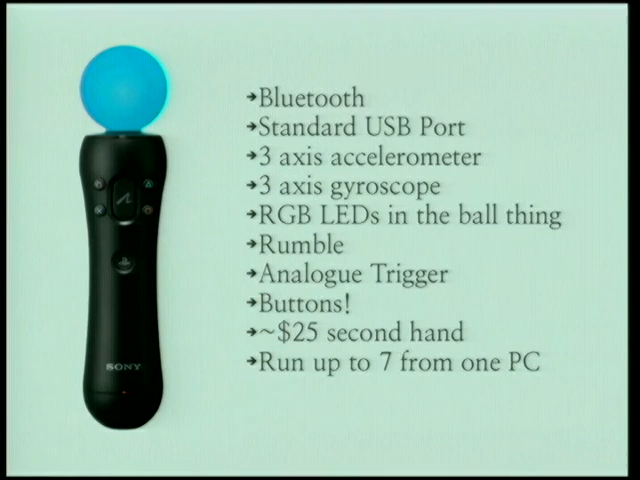 →Bluetooth
→Standard USB Port
→3 axis accelerometer
→3 axis gyroscope
→RGB LEDs in the ball thing
→Rumble
→Analogue Trigger
→Buttons!
→~$25 second hand
→Run up to 7 from one PC
SONY